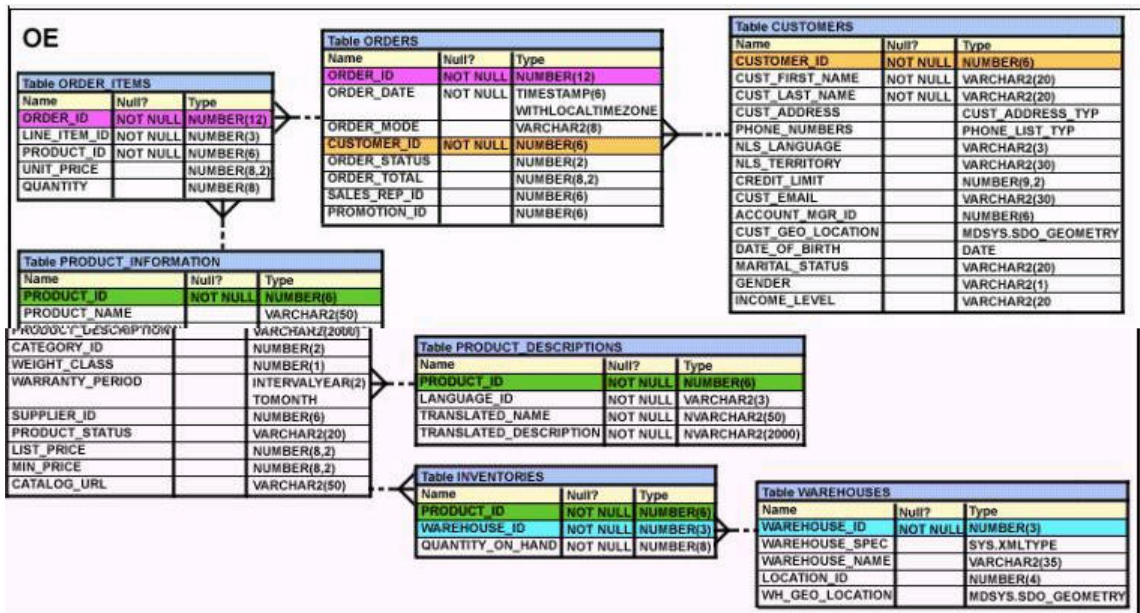 OE
Table ORDER_ITEMS
Name Null? Type
ORDER_ID NOT NULL NUMBER(12)
LINE_ITEM_ID NOT NULL NUMBER(3)
PRODUCT_ID NOT NULL NUMBER(6)
UNIT_PRICE NUMBER(8,2)
QUANTITY NUMBER(8)
Table ORDERS
Name Null? Type
ORDER_ID NOT NULL NUMBER(12)
ORDER_DATE NOT NULL TIMESTAMP(6)
WITHLOCALTIMEZONE
ORDER_MODE VARCHAR2(8)
CUSTOMER_ID NOT NULL NUMBER(6)
ORDER_STATUS NUMBER(2)
ORDER_TOTAL NUMBER(8,2)
SALES_REP_ID NUMBER(6)
PROMOTION_ID NUMBER(6)
Table CUSTOMERS
Name Null? Type
CUSTOMER_ID NOT NULL NUMBER(6)
CUST_FIRST_NAME NOT NULL VARCHAR2(20)
CUST_LAST_NAME NOT NULL VARCHAR2(20)
CUST_ADDRESS CUST_ADDRESS_TYP
PHONE_NUMBERS PHONE_LIST_TYP
NLS_LANGUAGE VARCHAR2(3)
NLS_TERRITORY VARCHAR2(30)
CREDIT_LIMIT NUMBER(9,2)
CUST_EMAIL VARCHAR2(30)
ACCOUNT_MGR_ID NUMBER(6)
CUST_GEO_LOCATION MDSYS.SDO_GEOMETRY
DATE_OF_BIRTH DATE
MARITAL_STATUS VARCHAR2(20)
GENDER VARCHAR2(1)
INCOME_LEVEL VARCHAR2(20
Table PRODUCT_INFORMATION
Name Null? Type
PRODUCT_ID NOT NULL NUMBER(6)
PRODUCT_NAME VARCHAR2(50)
PRODUCT_DESCRIPTION VARCHAR2(2000)
CATEGORY_ID NUMBER(2)
WEIGHT_CLASS NUMBER(1)
WARRANTY_PERIOD INTERVALYEAR(2)
TOMONTH
SUPPLIER_ID NUMBER(6)
PRODUCT_STATUS VARCHAR2(20)
LIST_PRICE NUMBER(8,2)
MIN_PRICE NUMBER(8,2)
CATALOG_URL VARCHAR2(50)
Table PRODUCT_DESCRIPTIONS
Name Null? Type
PRODUCT_ID NOT NULL NUMBER(6)
LANGUAGE_ID NOT NULL VARCHAR2(3)
TRANSLATED_NAME NOT NULL NVARCHAR2(50)
TRANSLATED_DESCRIPTION NOT NULL NVARCHAR2(2000)
Table INVENTORIES
Name Null? Type
PRODUCT_ID NOT NULL NUMBER(6)
WAREHOUSE_ID NOT NULL NUMBER(3)
QUANTITY_ON_HAND NOT NULL NUMBER(8)
Table WAREHOUSES
Name Null? Type
WAREHOUSE_ID NOT NULL NUMBER(3)
WAREHOUSE_SPEC SYS.XMLTYPE
WAREHOUSE_NAME VARCHAR2(35)
LOCATION_ID NUMBER(4)
WH_GEO_LOCATION MDSYS.SDO_GEOMETRY